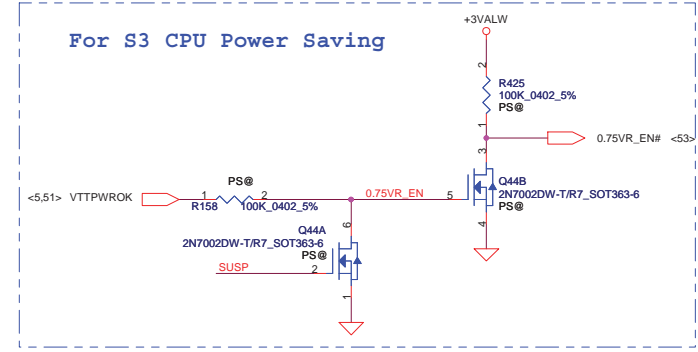 For S3 CPU Power Saving
+3VALW
2
R425
100K_0402_5%
PS@
1
0.75VR_EN# <53>
3
Q44B
2N7002DW-T/R7_SOT363-6
PS@
5
4
<5,51> VTTPWROK
PS@
1 2
R158 100K_0402_5%
0.75VR_EN
6
Q44A
2N7002DW-T/R7_SOT363-6
PS@
SUSP 2
1